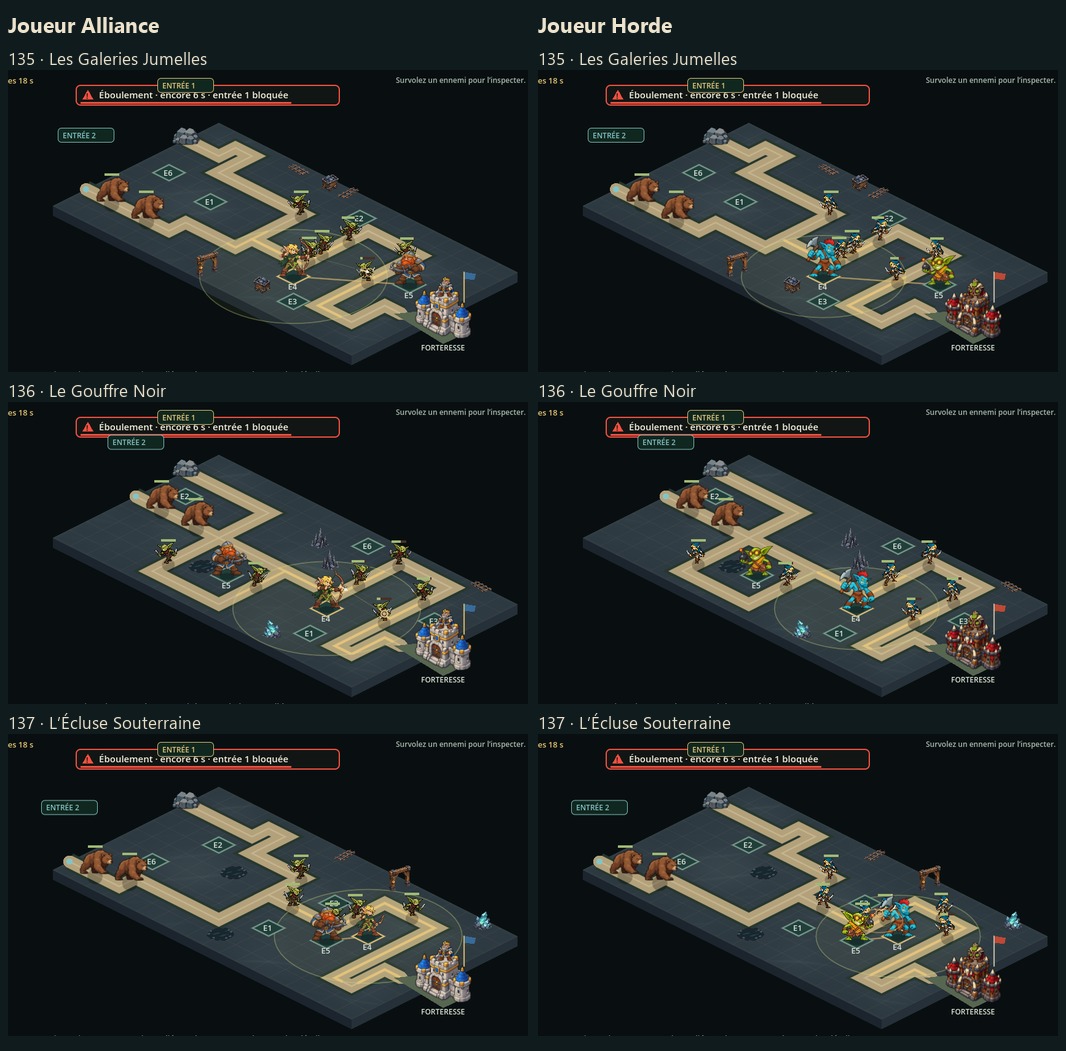 Joueur Alliance
135 · Les Galeries Jumelles
es 18 s
ENTRÉE 1
Survolez un ennemi pour l'inspecter.
Éboulement · encore 6 s · entrée 1 bloquée
ENTRÉE 2
E6
E1
E2
E4
E3
E5
FORTERESSE
136 · Le Gouffre Noir
es 18 s
ENTRÉE 1
Survolez un ennemi pour l'inspecter.
Éboulement · encore 6 s · entrée 1 bloquée
ENTRÉE 2
E2
E6
E5
E4
E3
E1
FORTERESSE
137 · L'Écluse Souterraine
es 18 s
ENTRÉE 1
Survolez un ennemi pour l'inspecter.
Éboulement · encore 6 s · entrée 1 bloquée
ENTRÉE 2
E2
E6
E3
E1
E4
E5
FORTERESSE
Joueur Horde
135 · Les Galeries Jumelles
es 18 s
ENTRÉE 1
Survolez un ennemi pour l'inspecter.
Éboulement · encore 6 s · entrée 1 bloquée
ENTRÉE 2
E6
E1
E2
E4
E3
E5
FORTERESSE
136 · Le Gouffre Noir
es 18 s
ENTRÉE 1
Survolez un ennemi pour l'inspecter.
Éboulement · encore 6 s · entrée 1 bloquée
ENTRÉE 2
E2
E6
E5
E4
E3
E1
FORTERESSE
137 · L'Écluse Souterraine
es 18 s
ENTRÉE 1
Survolez un ennemi pour l'inspecter.
Éboulement · encore 6 s · entrée 1 bloquée
ENTRÉE 2
E2
E6
E3
E1
E4
E5
FORTERESSE